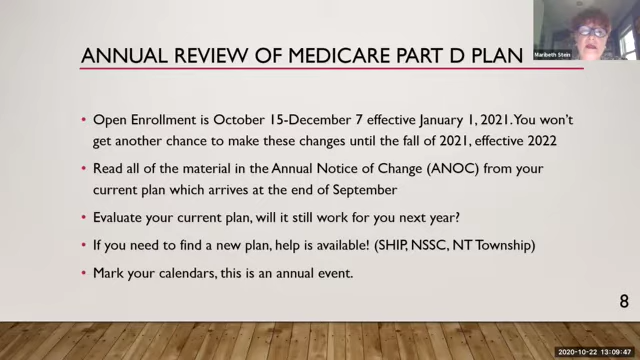 ANNUAL REVIEW OF MEDICARE PART D PLAN
Maribeth Stein
• Open Enrollment is October 15-December 7 effective January 1, 2021. You won't
get another chance to make these changes until the fall of 2021, effective 2022
• Read all of the material in the Annual Notice of Change (ANOC) from your
current plan which arrives at the end of September
• Evaluate your current plan, will it still work for you next year?
• If you need to find a new plan, help is available! (SHIP, NSSC, NT Township)
• Mark your calendars, this is an annual event.
8
2020-10-22 13:09:47